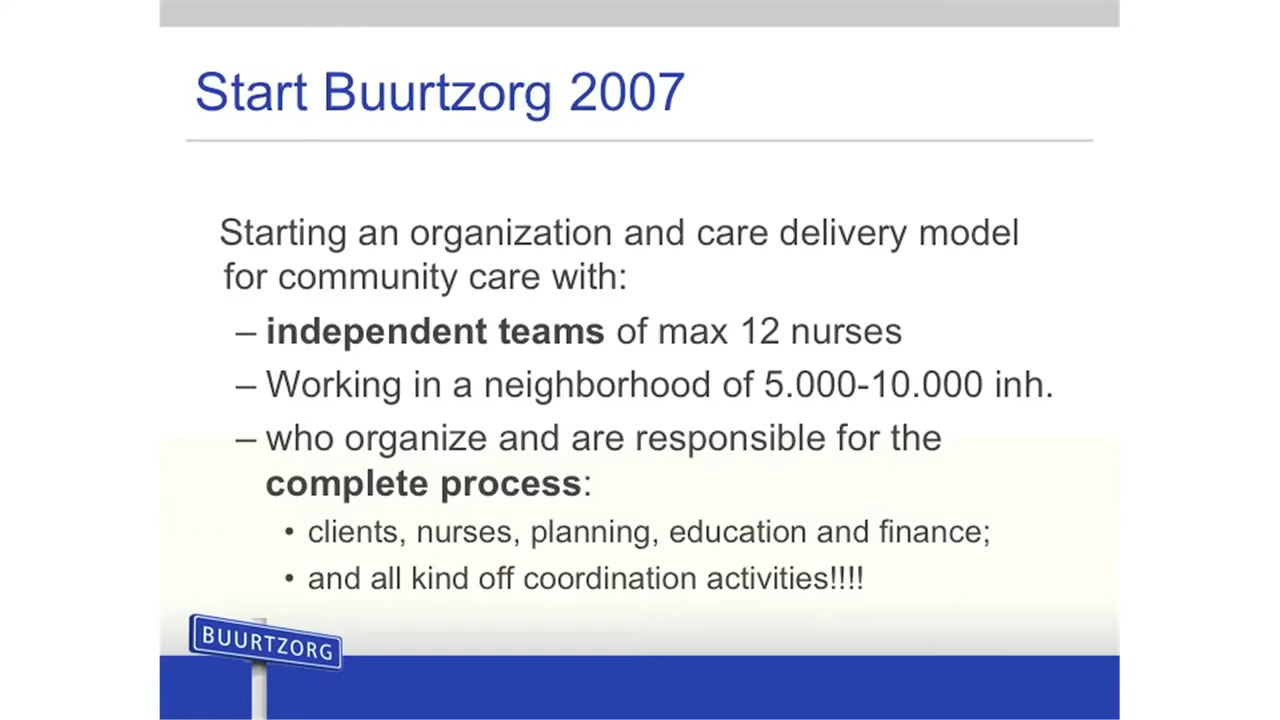 Start Buurtzorg 2007
Starting an organization and care delivery model
for community care with:
– independent teams of max 12 nurses
– Working in a neighborhood of 5.000-10.000 inh.
– who organize and are responsible for the
complete process:
• clients, nurses, planning, education and finance;
• and all kind off coordination activities!!!!
BUURTZORG